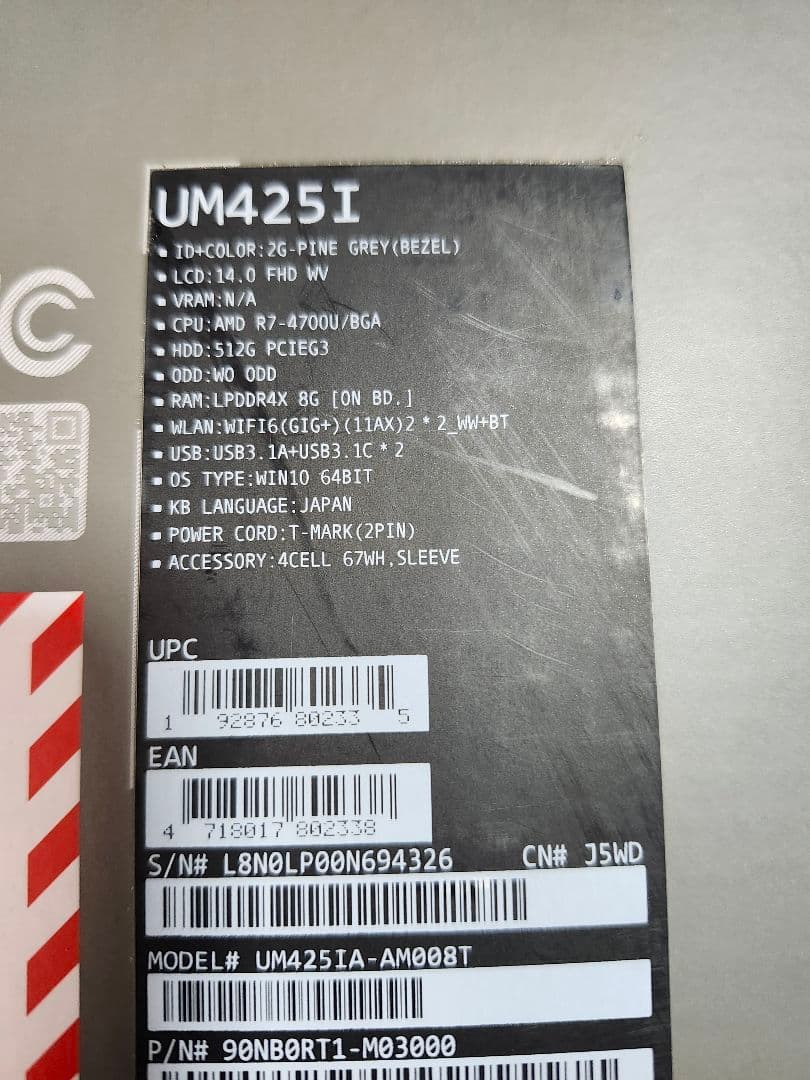 UM425I
▪ ID+COLOR:2G-PINE GREY(BEZEL)
▪ LCD:14.0 FHD WV
▪ VRAM:N/A
▪ CPU:AMD R7-4700U/BGA
▪ HDD:512G PCIEG3
▪ ODD:WO ODD
▪ RAM:LPDDR4X 8G [ON BD.]
▪ WLAN:WIFI6(GIG+)(11AX)2*2_WW+BT
▪ USB:USB3.1A+USB3.1C*2
▪ OS TYPE:WIN10 64BIT
▪ KB LANGUAGE:JAPAN
▪ POWER CORD:T-MARK(2PIN)
▪ ACCESSORY:4CELL 67WH,SLEEVE
UPC
1 92876 80233 5
EAN
4 718017 802338
S/N# L8N0LP00N694326 CN# J5WD
MODEL# UM425IA-AM008T
P/N# 90NB0RT1-M03000